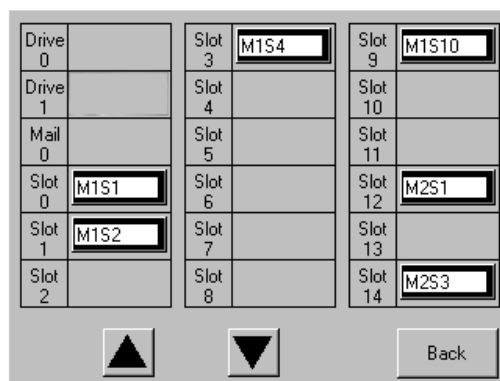 Drive
0
Drive
1
Mail
0
Slot
0
M1S1
Slot
1
M1S2
Slot
2
Slot
3
M1S4
Slot
4
Slot
5
Slot
6
Slot
7
Slot
8
Slot
9
M1S10
Slot
10
Slot
11
Slot
12
M2S1
Slot
13
Slot
14
M2S3
Back